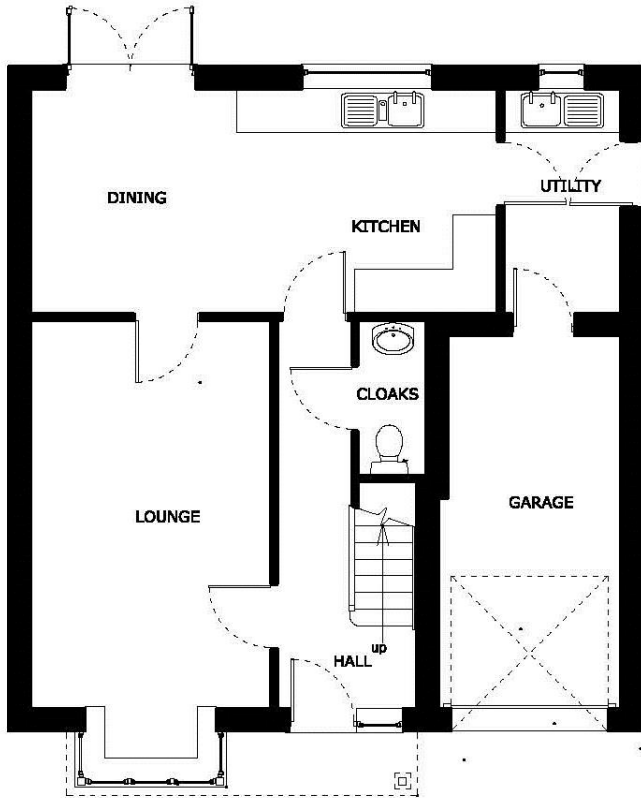 DINING
UTILITY
KITCHEN
CLOAKS
LOUNGE
GARAGE
up
HALL